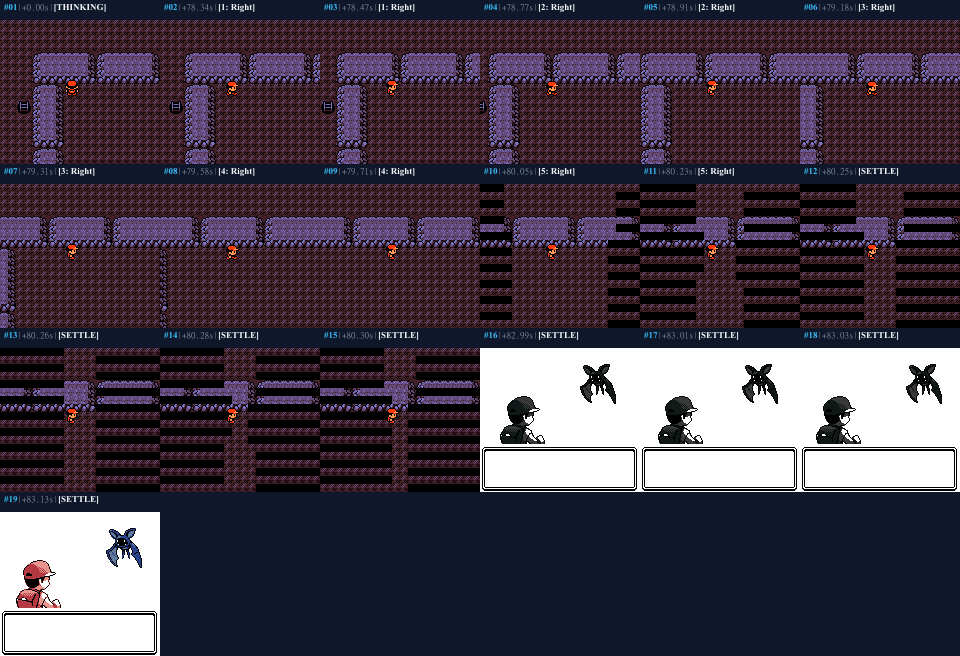 #01|+0.00s|[THINKING]
#02|+78.34s|[1: Right]
#03|+78.47s|[1: Right]
#04|+78.77s|[2: Right]
#05|+78.91s|[2: Right]
#06|+79.18s|[3: Right]
#07|+79.31s|[3: Right]
#08|+79.58s|[4: Right]
#09|+79.71s|[4: Right]
#10|+80.05s|[5: Right]
#11|+80.23s|[5: Right]
#12|+80.25s|[SETTLE]
#13|+80.26s|[SETTLE]
#14|+80.28s|[SETTLE]
#15|+80.30s|[SETTLE]
#16|+82.99s|[SETTLE]
#17|+83.01s|[SETTLE]
#18|+83.03s|[SETTLE]
#19|+83.13s|[SETTLE]